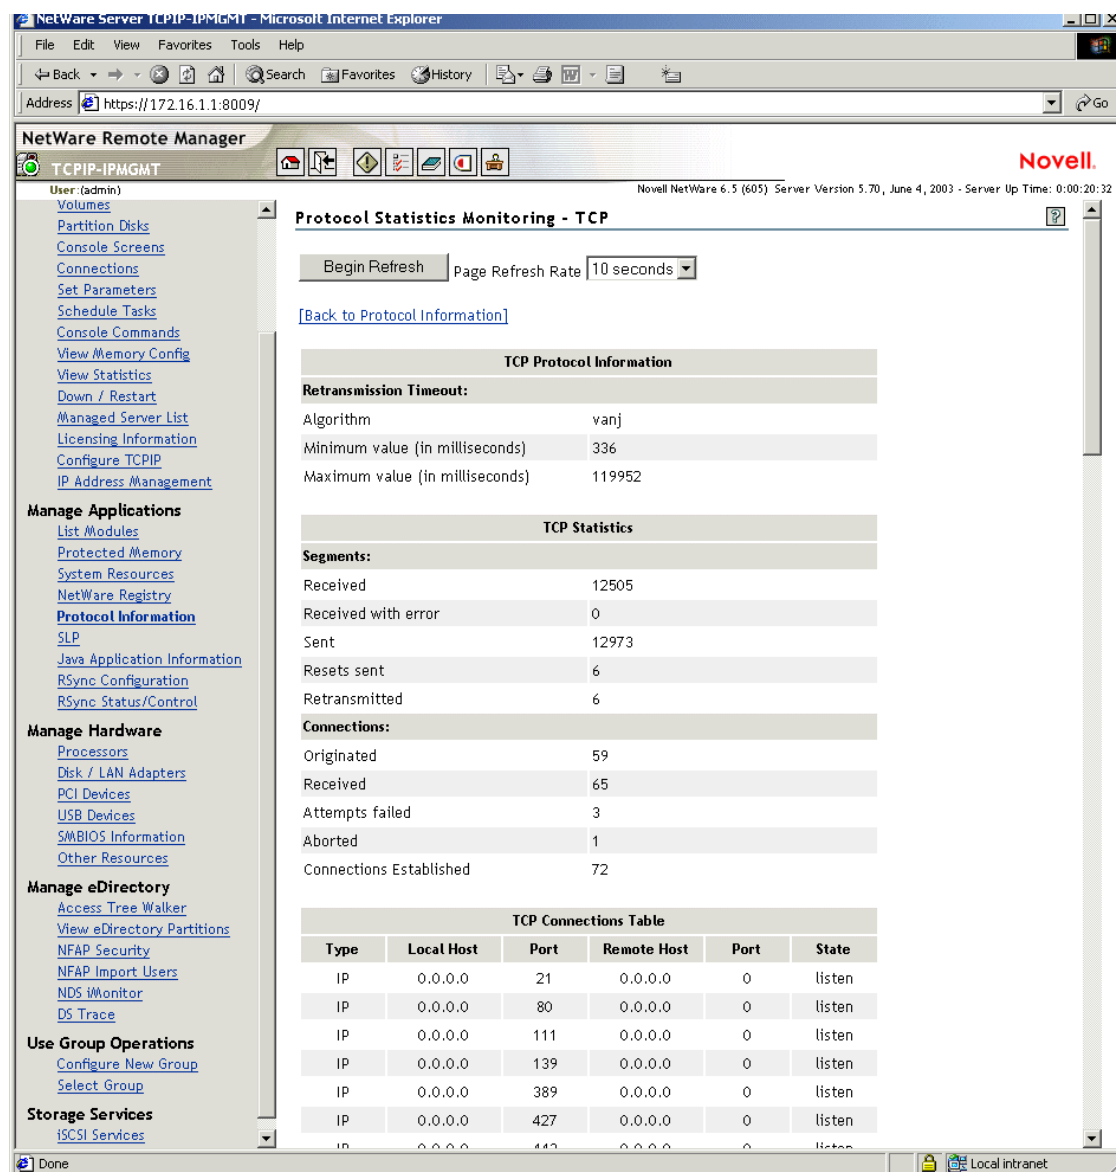 NetWare Server TCPIP-IPMGMT - Microsoft Internet Explorer
File Edit View Favorites Tools Help
Back Search Favorites History
Address https://172.16.1.1:8009/ Go
NetWare Remote Manager
TCPIP-IPMGMT
Novell.
User:(admin)
Novell NetWare 6.5 (605) Server Version 5.70, June 4, 2003 - Server Up Time: 0:00:20:32
Volumes
Partition Disks
Console Screens
Connections
Set Parameters
Schedule Tasks
Console Commands
View Memory Config
View Statistics
Down / Restart
Managed Server List
Licensing Information
Configure TCPIP
IP Address Management
Manage Applications
List Modules
Protected Memory
System Resources
NetWare Registry
Protocol Information
SLP
Java Application Information
RSync Configuration
RSync Status/Control
Manage Hardware
Processors
Disk / LAN Adapters
PCI Devices
USB Devices
SMBIOS Information
Other Resources
Manage eDirectory
Access Tree Walker
View eDirectory Partitions
NFAP Security
NFAP Import Users
NDS iMonitor
DS Trace
Use Group Operations
Configure New Group
Select Group
Storage Services
iSCSI Services
Protocol Statistics Monitoring - TCP
?
Begin Refresh Page Refresh Rate 10 seconds
[Back to Protocol Information]
TCP Protocol Information
Retransmission Timeout:
Algorithm vanj
Minimum value (in milliseconds) 336
Maximum value (in milliseconds) 119952
TCP Statistics
Segments:
Received 12505
Received with error 0
Sent 12973
Resets sent 6
Retransmitted 6
Connections:
Originated 59
Received 65
Attempts failed 3
Aborted 1
Connections Established 72
TCP Connections Table
Type Local Host Port Remote Host Port State
IP 0.0.0.0 21 0.0.0.0 0 listen
IP 0.0.0.0 80 0.0.0.0 0 listen
IP 0.0.0.0 111 0.0.0.0 0 listen
IP 0.0.0.0 139 0.0.0.0 0 listen
IP 0.0.0.0 389 0.0.0.0 0 listen
IP 0.0.0.0 427 0.0.0.0 0 listen
Done Local intranet